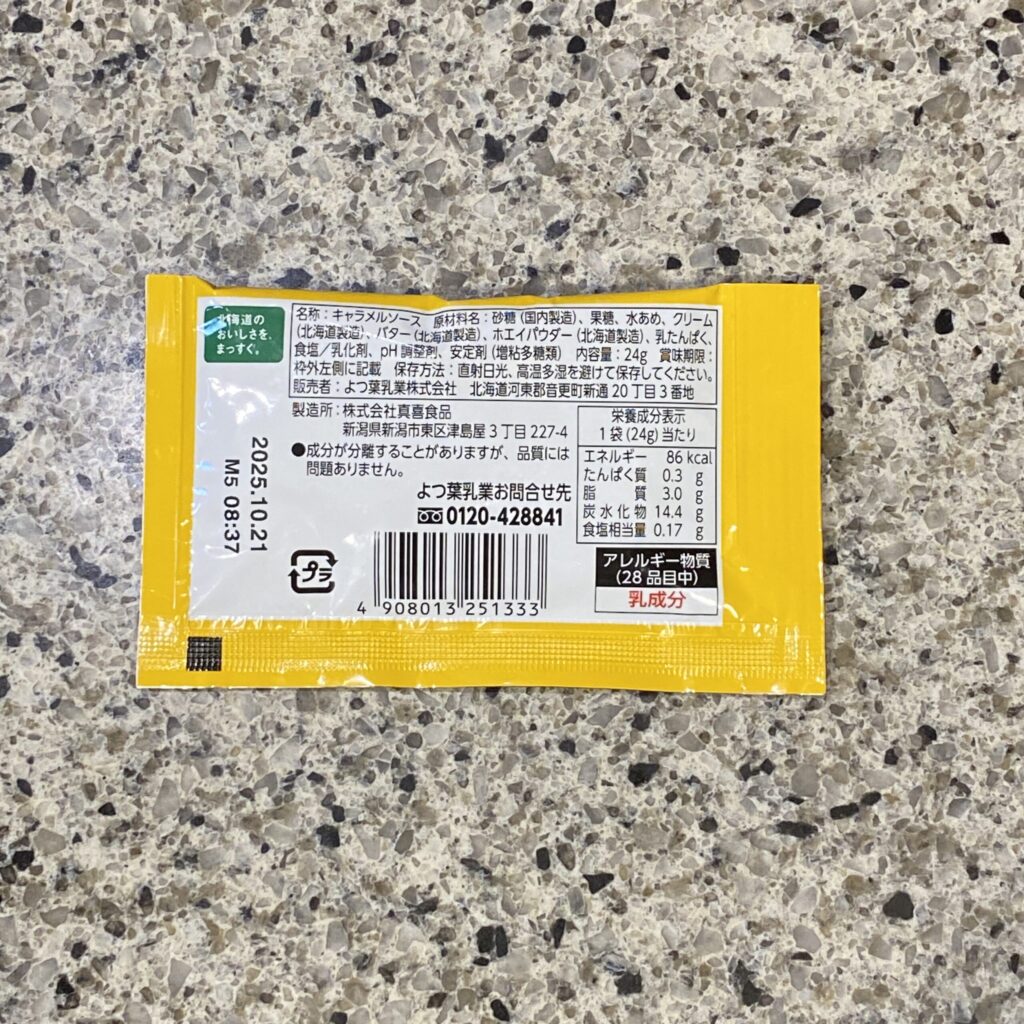 北海道の
おいしさを、
まっすぐ。
名称：キャラメルソース 原材料名：砂糖（国内製造）、果糖、水あめ、クリーム
（北海道製造）、バター（北海道製造）、ホエイパウダー（北海道製造）、乳たんぱく、
食塩／乳化剤、pH調整剤、安定剤（増粘多糖類） 内容量：24g 賞味期限：
枠外左側に記載 保存方法：直射日光、高温多湿を避けて保存してください。
販売者：よつ葉乳業株式会社 北海道河東郡音更町新通20丁目3番地
製造所：株式会社真喜食品
新潟県新潟市東区津島屋3丁目227-4
●成分が分離することがありますが、品質には
問題ありません。
よつ葉乳業お問合せ先
0120-428841
栄養成分表示
1袋（24g）当たり
エネルギー 86 kcal
たんぱく質 0.3 g
脂質 3.0 g
炭水化物 14.4 g
食塩相当量 0.17 g
アレルギー物質
（28品目中）
乳成分
2025.10.21
M5 08:37
プラ
4 908013 251333